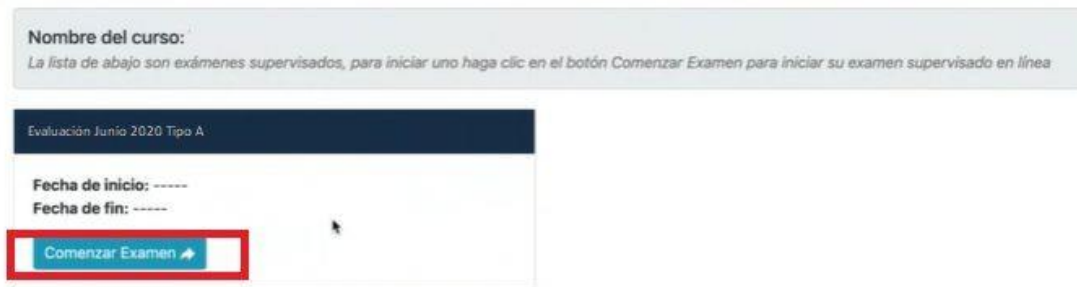 Nombre del curso:
La lista de abajo son exámenes supervisados, para iniciar uno haga clic en el botón Comenzar Examen para iniciar su examen supervisado en línea
Evaluación Junio 2020 Tipo A
Fecha de inicio: -----
Fecha de fin: -----
Comenzar Examen